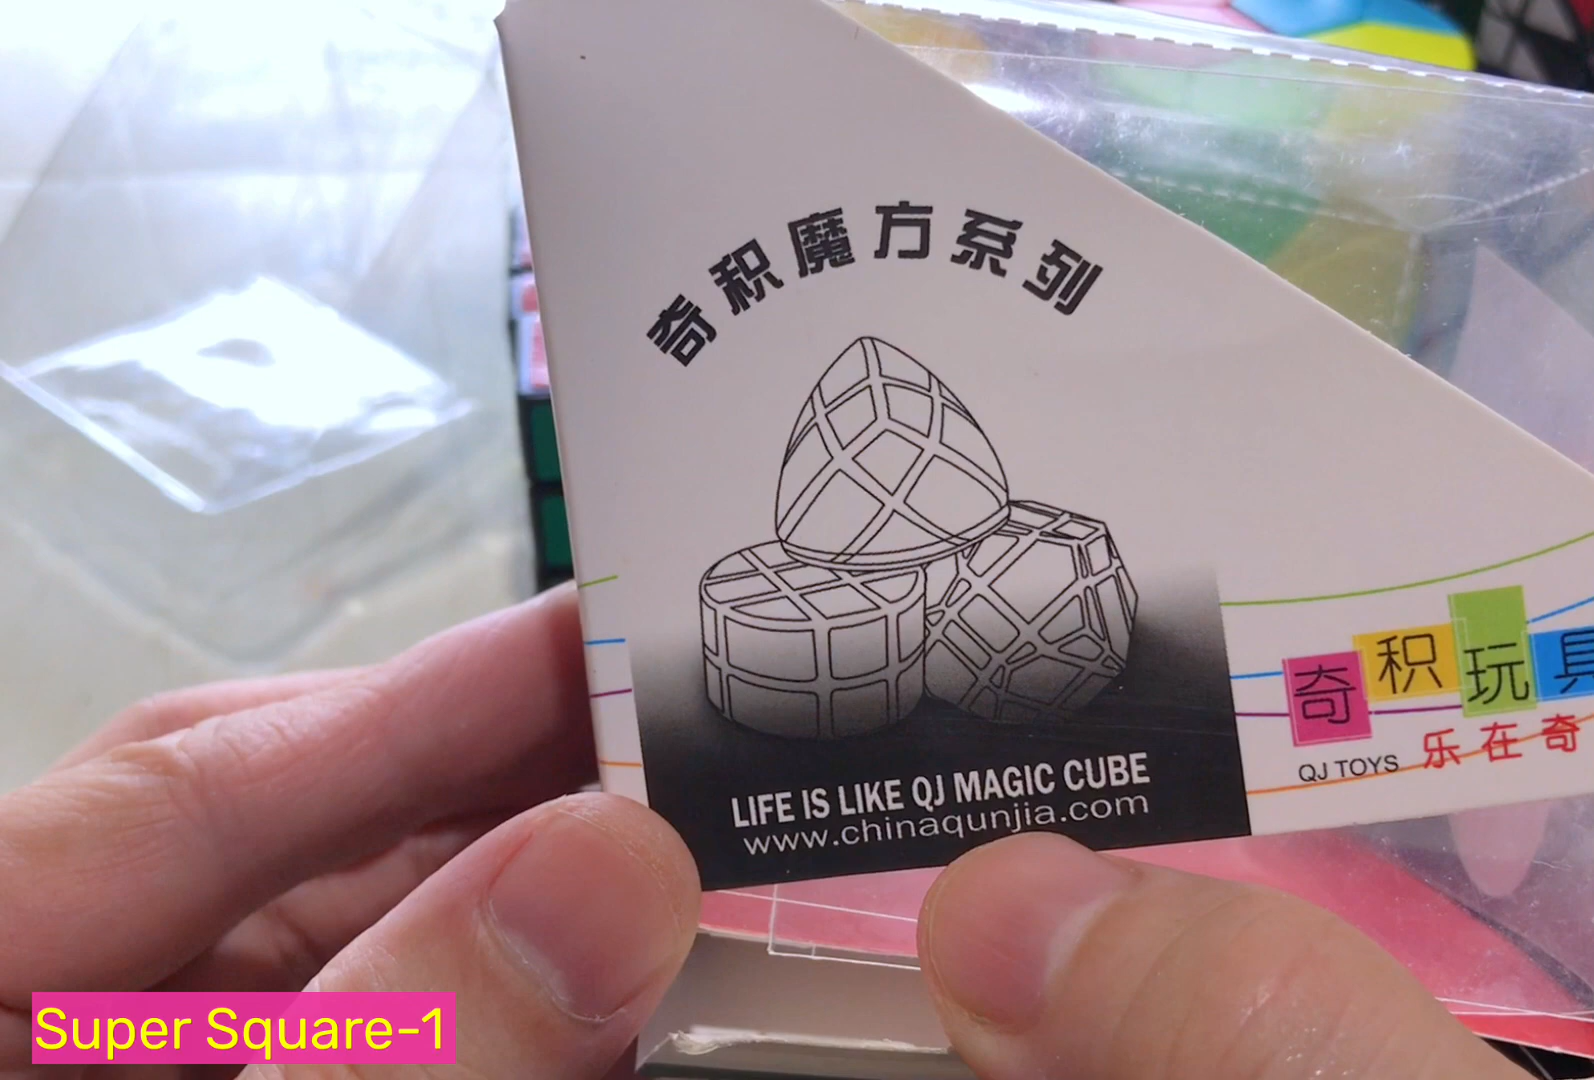 奇积魔方系列
LIFE IS LIKE QJ MAGIC CUBE
www.chinaqunjia.com
奇积玩具
QJ TOYS 乐在奇
Super Square-1